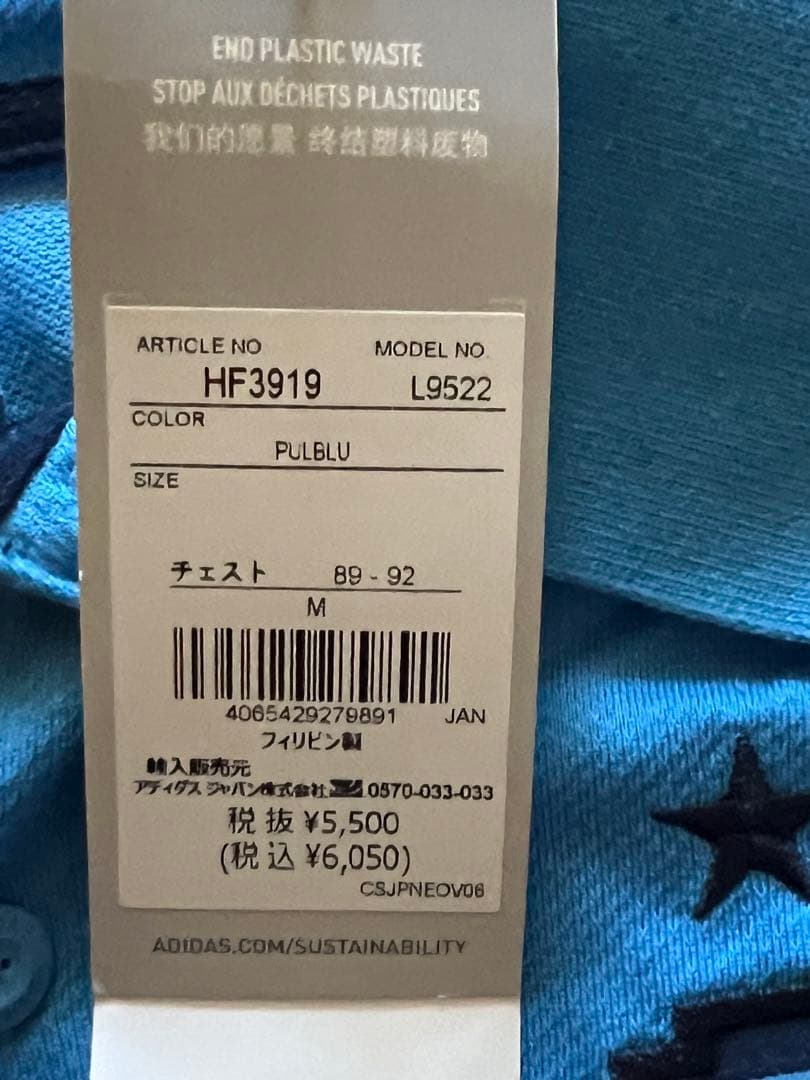 END PLASTIC WASTE
STOP AUX DÉCHETS PLASTIQUES
我们的愿景 终结塑料废物
ARTICLE NO MODEL NO.
HF3919 L9522
COLOR
PULBLU
SIZE
チェスト 89 - 92
M
4065429279891 JAN
フィリピン製
輸入販売元
アディダス ジャパン株式会社 0570-033-033
税抜 ¥5,500
(税込 ¥6,050)
CSJPNEOV06
ADIDAS.COM/SUSTAINABILITY